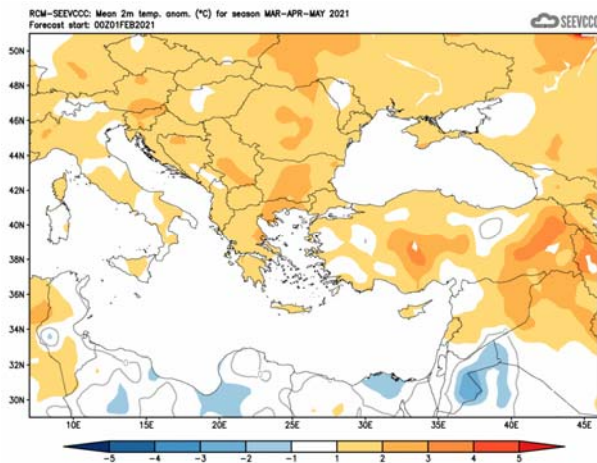 RCM-SEEVCCC: Mean 2m temp. anom. (°C) for season MAR-APR-MAY 2021
Forecast start: 00Z01FEB2021
SEEVCCC
50N
48N
46N
44N
42N
40N
38N
36N
34N
32N
30N
10E 15E 20E 25E 30E 35E 40E 45E
-5 -4 -3 -2 -1 1 2 3 4 5